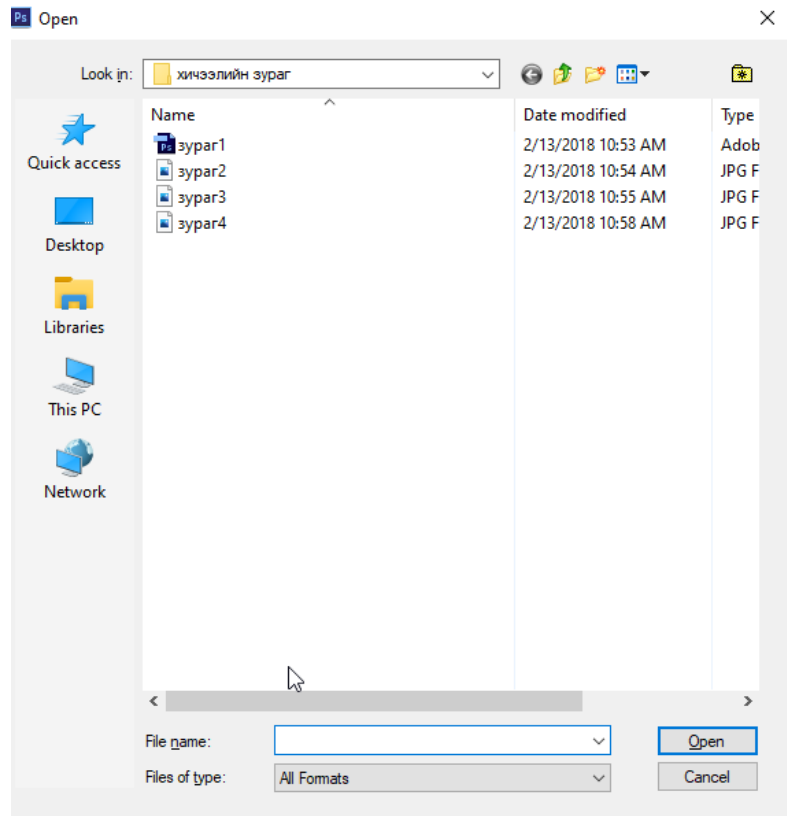 Ps Open
Look in: хичээлийн зураг
Name Date modified Type
зураг1 2/13/2018 10:53 AM Adob
зураг2 2/13/2018 10:54 AM JPG F
зураг3 2/13/2018 10:55 AM JPG F
зураг4 2/13/2018 10:58 AM JPG F
Quick access
Desktop
Libraries
This PC
Network
File name: Open
Files of type: All Formats Cancel